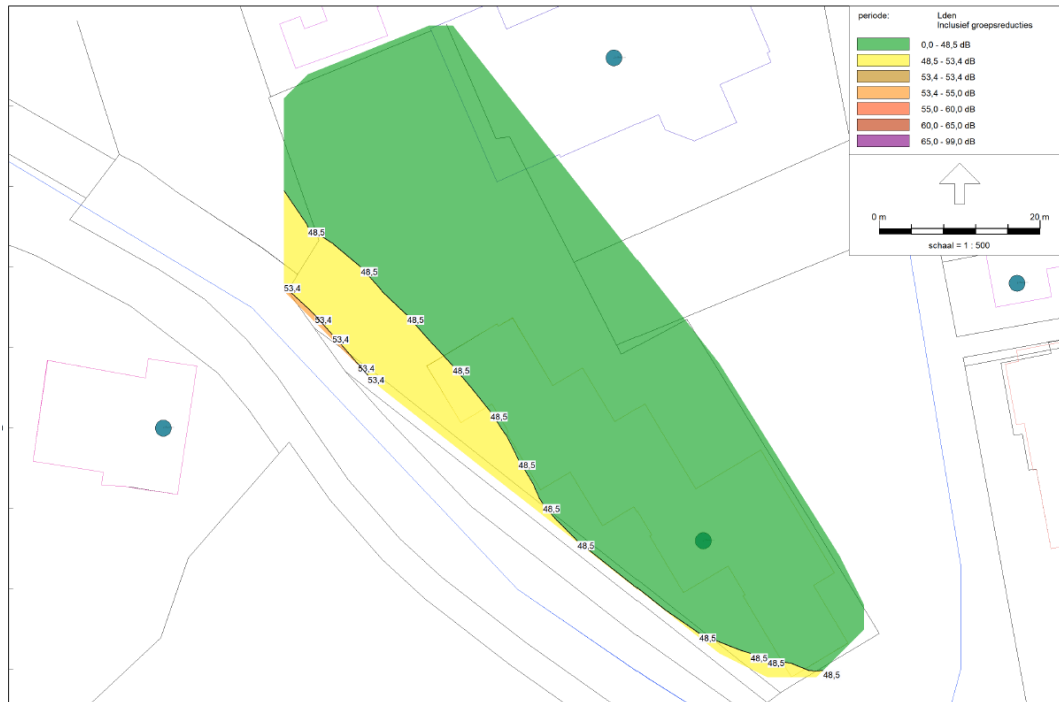 periode: Lden
Inclusief groepsreducties
0,0 - 48,5 dB
48,5 - 53,4 dB
53,4 - 53,4 dB
53,4 - 55,0 dB
55,0 - 60,0 dB
60,0 - 65,0 dB
65,0 - 99,0 dB
0 m 20 m
schaal = 1 : 500
48,5
48,5
53,4
53,4
48,5
53,4
53,4
48,5
53,4
48,5
48,5
48,5
48,5
48,5
48,5
48,5
48,5